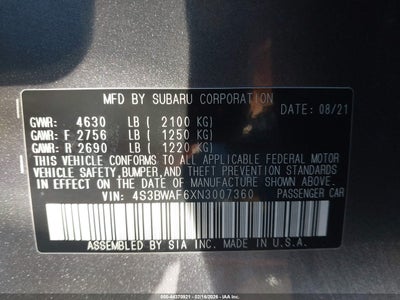 MFD BY SUBARU CORPORATION
DATE: 08/21
GVWR: 4630 LB ( 2100 KG)
GAWR: F 2756 LB ( 1250 KG)
GAWR: R 2690 LB ( 1220 KG)
THIS VEHICLE CONFORMS TO ALL APPLICABLE FEDERAL MOTOR
VEHICLE SAFETY, BUMPER, AND THEFT PREVENTION STANDARDS
IN EFFECT ON THE DATE OF MANUFACTURE SHOWN ABOVE.
VIN: 4S3BWAF6XN3007360 PASSENGER CAR
ASSEMBLED BY SIA INC. MADE IN U.S.A.